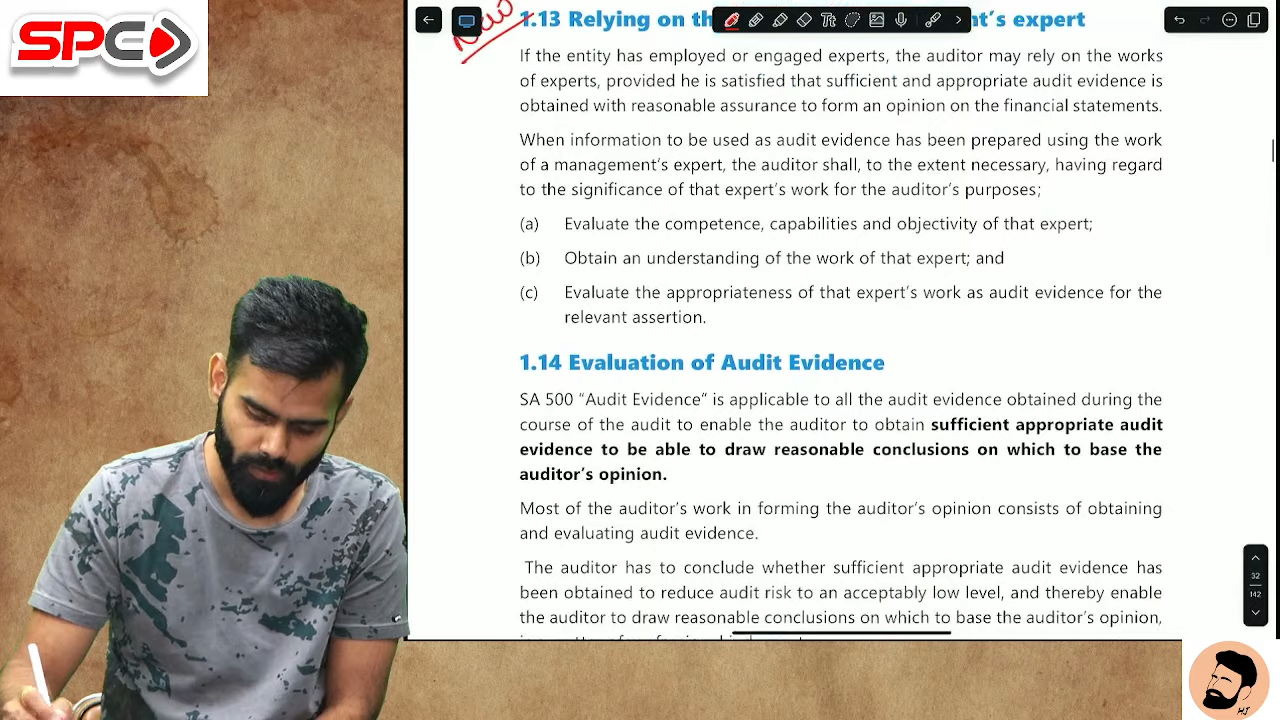 SPC
New
1.13 Relying on th
nt's expert
If the entity has employed or engaged experts, the auditor may rely on the works
of experts, provided he is satisfied that sufficient and appropriate audit evidence is
obtained with reasonable assurance to form an opinion on the financial statements.
When information to be used as audit evidence has been prepared using the work
of a management's expert, the auditor shall, to the extent necessary, having regard
to the significance of that expert's work for the auditor's purposes;
(a) Evaluate the competence, capabilities and objectivity of that expert;
(b) Obtain an understanding of the work of that expert; and
(c) Evaluate the appropriateness of that expert's work as audit evidence for the
relevant assertion.
1.14 Evaluation of Audit Evidence
SA 500 "Audit Evidence" is applicable to all the audit evidence obtained during the
course of the audit to enable the auditor to obtain sufficient appropriate audit
evidence to be able to draw reasonable conclusions on which to base the
auditor's opinion.
Most of the auditor's work in forming the auditor's opinion consists of obtaining
and evaluating audit evidence.
The auditor has to conclude whether sufficient appropriate audit evidence has
been obtained to reduce audit risk to an acceptably low level, and thereby enable
the auditor to draw reasonable conclusions on which to base the auditor's opinion,
32
142
HJ